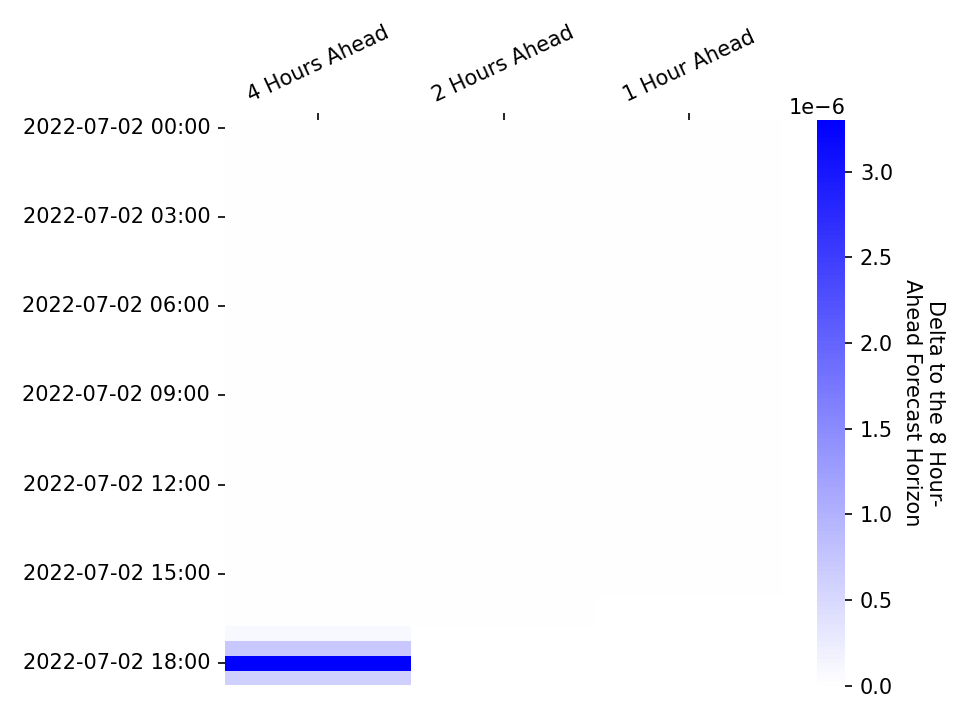 4 Hours Ahead
2 Hours Ahead
1 Hour Ahead
1e−6
2022-07-02 00:00
2022-07-02 03:00
2022-07-02 06:00
2022-07-02 09:00
2022-07-02 12:00
2022-07-02 15:00
2022-07-02 18:00
3.0
2.5
2.0
1.5
1.0
0.5
0.0
Delta to the 8 Hour-
Ahead Forecast Horizon